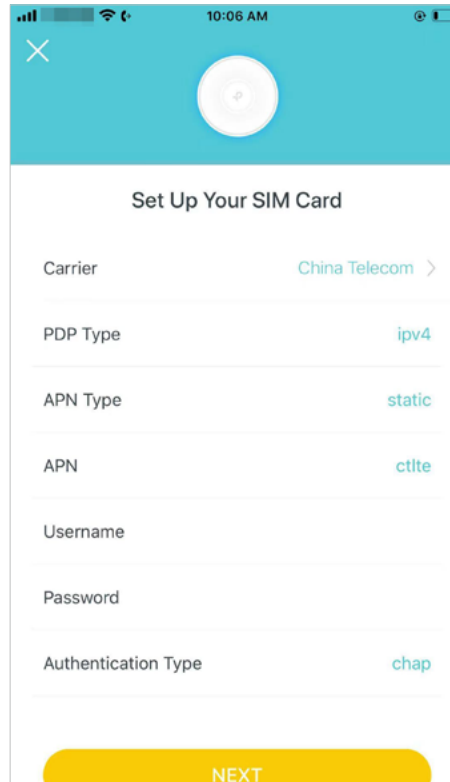 10:06 AM
Set Up Your SIM Card
Carrier China Telecom
PDP Type ipv4
APN Type static
APN ctlte
Username
Password
Authentication Type chap
NEXT